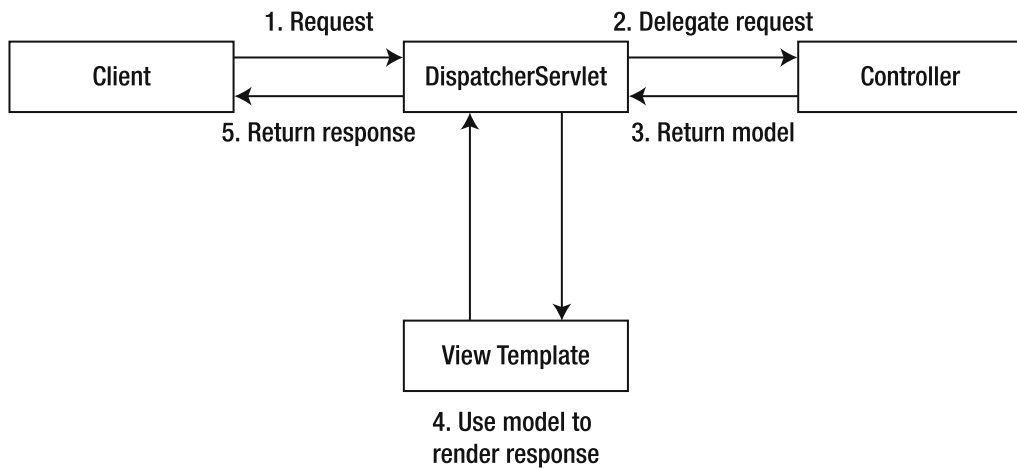 1. Request
2. Delegate request
Client
DispatcherServlet
Controller
5. Return response
3. Return model
View Template
4. Use model to
render response